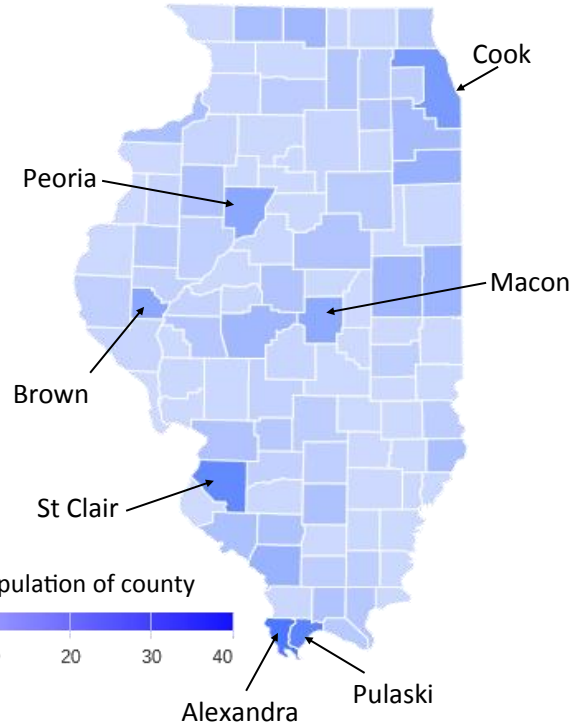 Cook
Peoria
Macon
Brown
St Clair
pulation of county
20 30 40
Pulaski
Alexandra